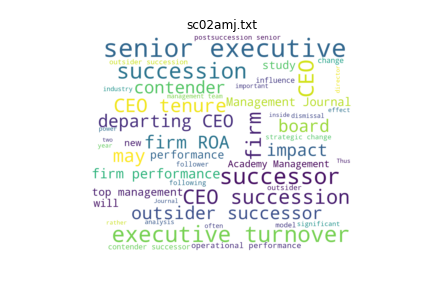 sc02amj.txt
postsuccession senior
senior executive
outsider succession
study
change
succession
CEO
director
industry
contender
influence
important
management team
CEO tenure
Management Journal
effect
departing CEO
firm
inside
dismissal
board
power
two
year
new
firm ROA
strategic change
impact
may
performance
follower
Academy Management
Thus
firm performance
successor
following
outsider
top management
CEO succession
will
Journal
outsider successor
rather
analysis
often
model
significant
executive turnover
contender successor
operational performance